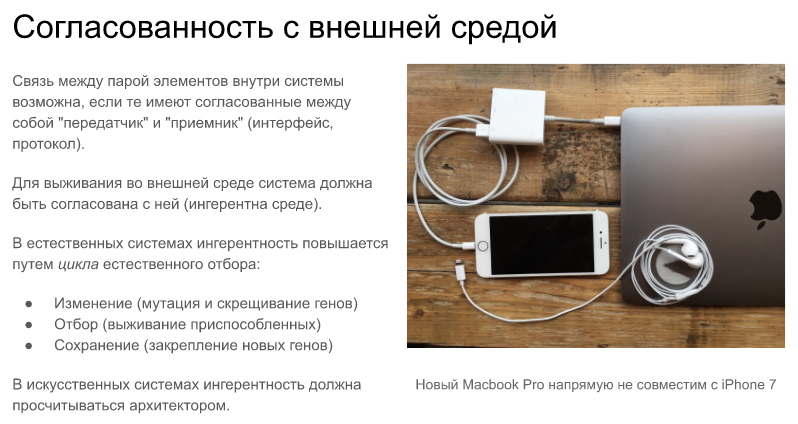 Согласованность с внешней средой
Связь между парой элементов внутри системы
возможна, если те имеют согласованные между
собой "передатчик" и "приемник" (интерфейс,
протокол).
Для выживания во внешней среде система должна
быть согласована с ней (ингерентна среде).
В естественных системах ингерентность повышается
путем цикла естественного отбора:
● Изменение (мутация и скрещивание генов)
● Отбор (выживание приспособленных)
● Сохранение (закрепление новых генов)
В искусственных системах ингерентность должна
просчитываться архитектором.
Новый Macbook Pro напрямую не совместим с iPhone 7